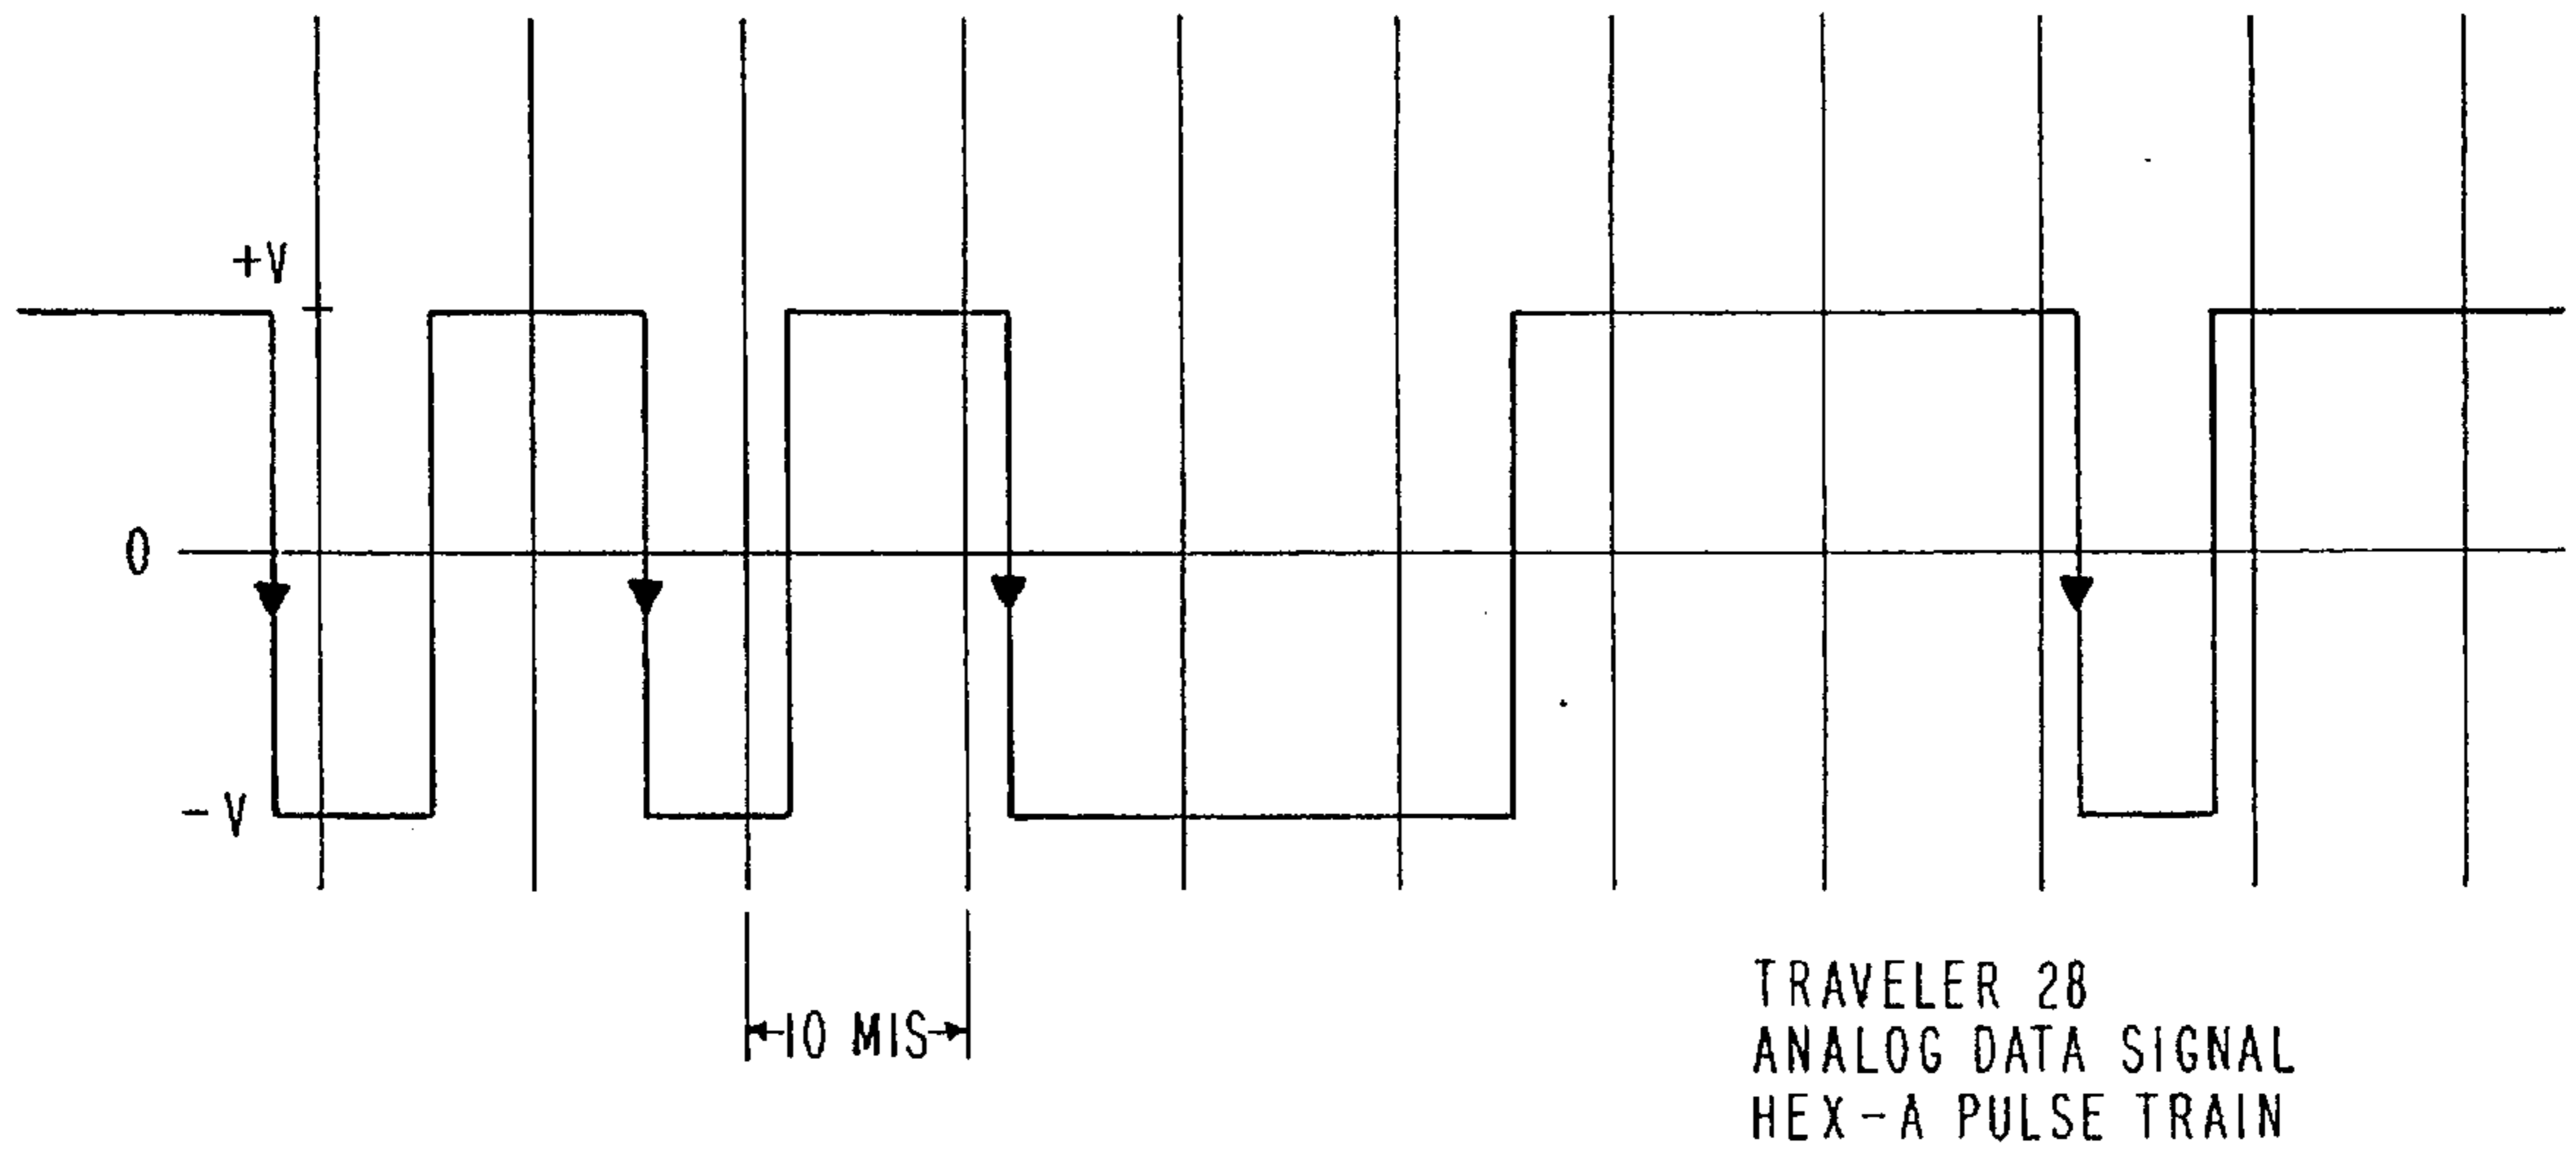 +V
0
-V
10 MIS
TRAVELER 28
ANALOG DATA SIGNAL
HEX-A PULSE TRAIN